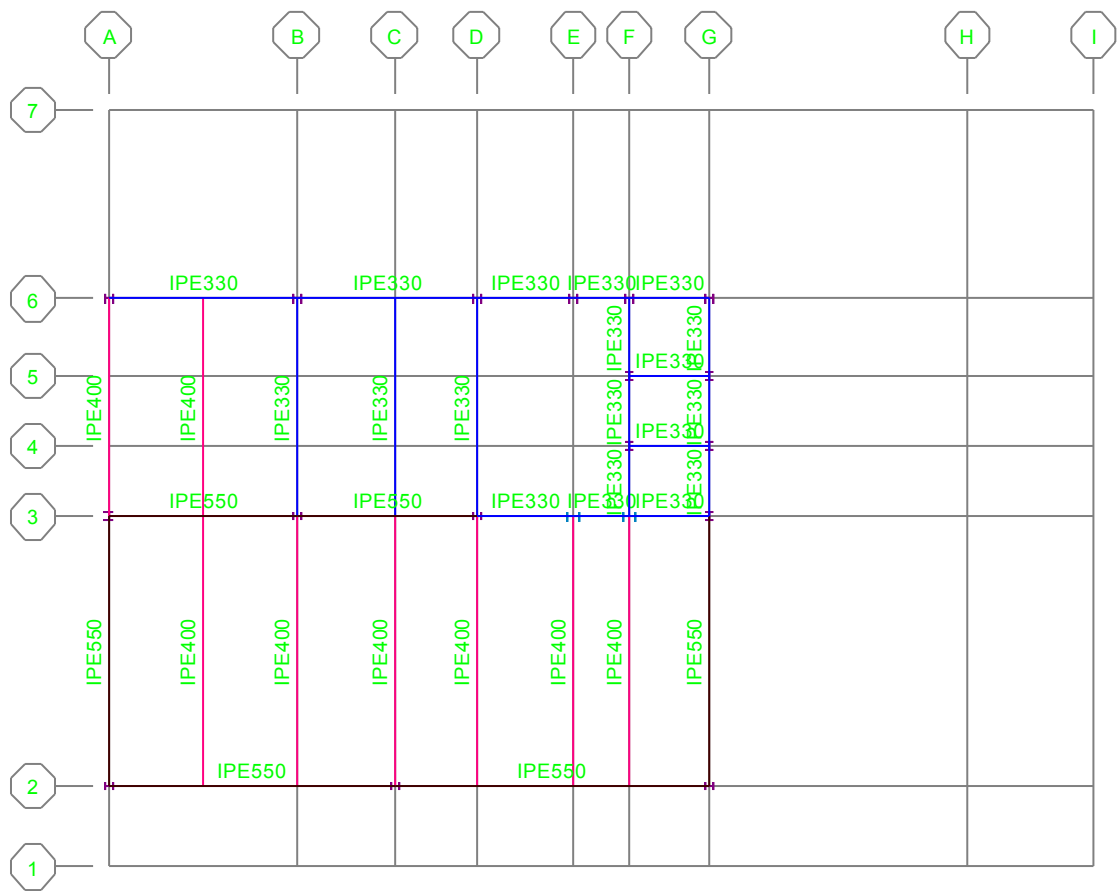 A B C D E F G H I
7
IPE330 IPE330 IPE330 IPE330 IPE330
6
IPE330 IPE330
IPE330
5
IPE400 IPE400 IPE330 IPE330 IPE330 IPE330 IPE330
IPE330
4
IPE330 IPE330
IPE550 IPE550 IPE330 IPE330 IPE330
3
IPE550 IPE400 IPE400 IPE400 IPE400 IPE400 IPE400 IPE550
IPE550 IPE550
2
1